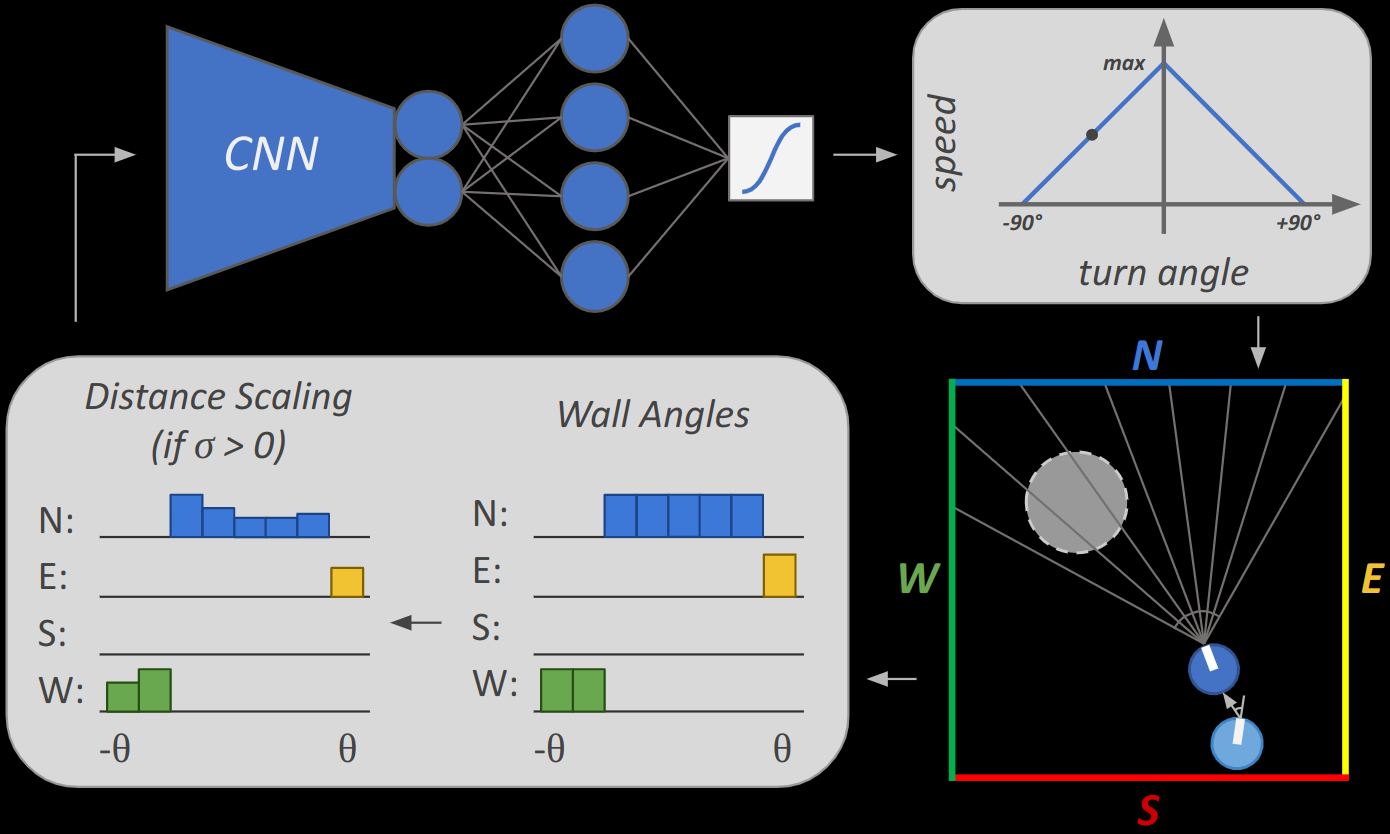 CNN
speed
max
-90°
+90°
turn angle
Distance Scaling
(if σ > 0)
N:
E:
S:
W:
-θ
θ
Wall Angles
N:
E:
S:
W:
-θ
θ
N
W
E
S